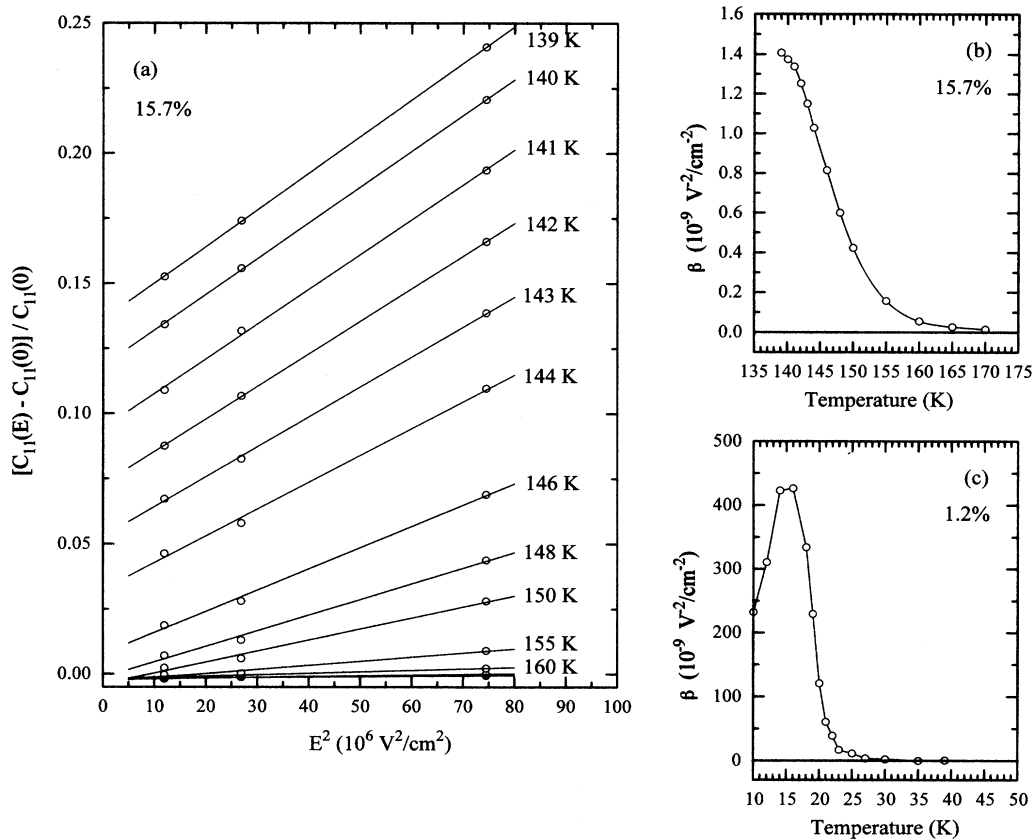 (a)
15.7%
139 K
140 K
141 K
142 K
143 K
144 K
146 K
148 K
150 K
155 K
160 K
0.25
0.20
0.15
0.10
0.05
0.00
0 10 20 30 40 50 60 70 80 90 100
[C₁₁(E) - C₁₁(0)] / C₁₁(0)
E² (10⁶ V²/cm²)
(b)
15.7%
1.6
1.4
1.2
1.0
0.8
0.6
0.4
0.2
0.0
135 140 145 150 155 160 165 170 175
β (10⁻⁹ V⁻²/cm⁻²)
Temperature (K)
(c)
1.2%
500
400
300
200
100
0
10 15 20 25 30 35 40 45 50
β (10⁻⁹ V⁻²/cm⁻²)
Temperature (K)